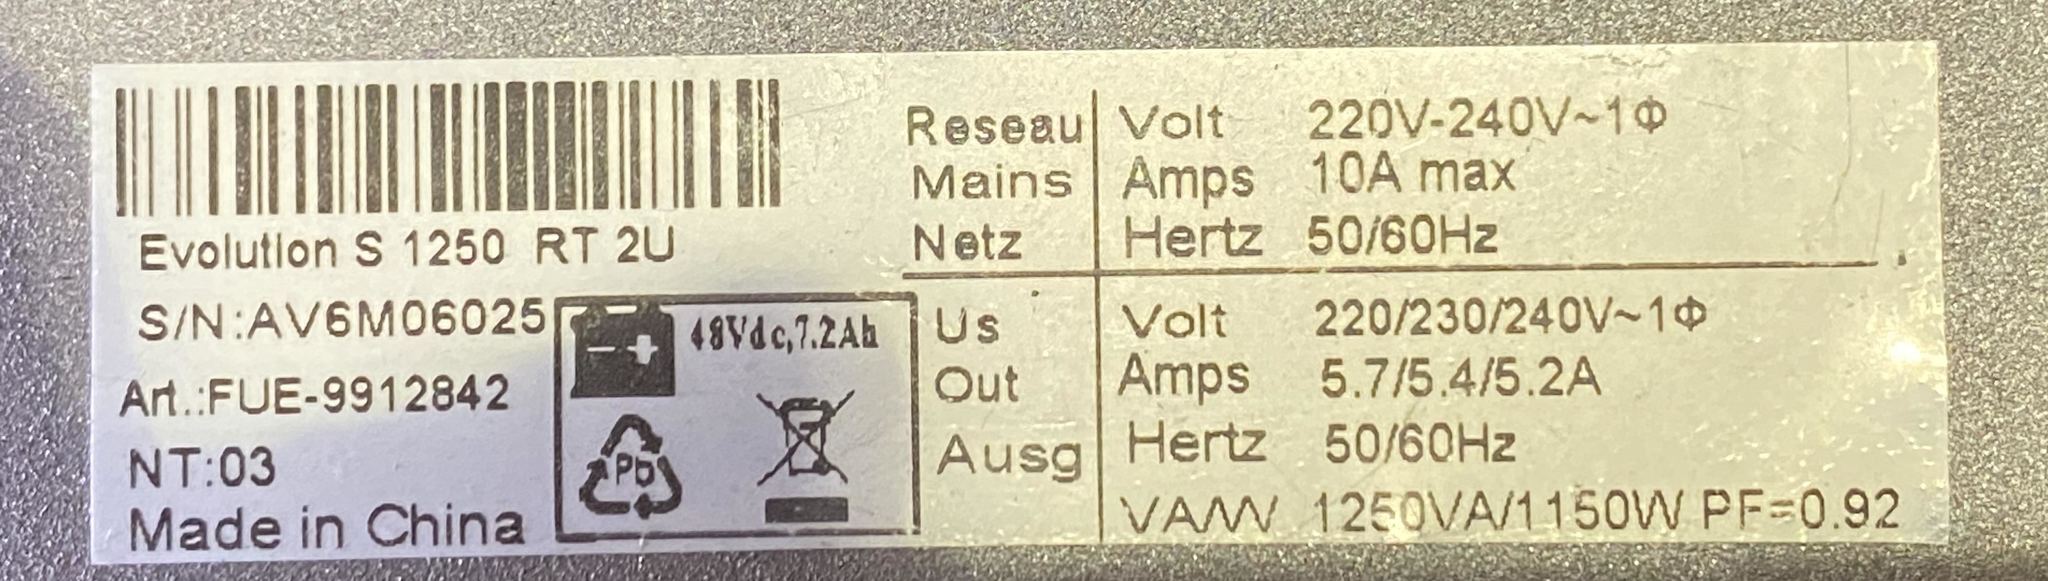 Evolution S 1250 RT 2U
S/N:AV6M06025
Art.:FUE-9912842
NT:03
Made in China
48Vdc,7.2Ah
Pb
Reseau Volt 220V-240V~1Φ
Mains Amps 10A max
Netz Hertz 50/60Hz
Us Volt 220/230/240V~1Φ
Out Amps 5.7/5.4/5.2A
Ausg Hertz 50/60Hz
VA/W 1250VA/1150W PF=0.92